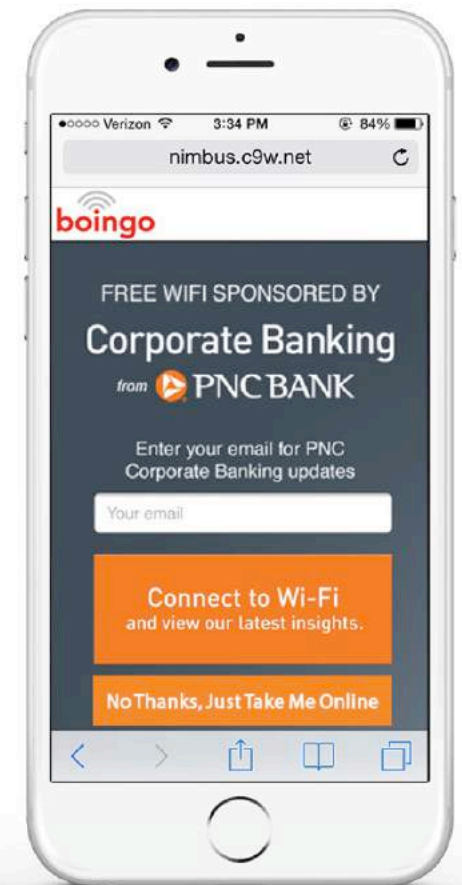 Verizon 3:34 PM 84%
nimbus.c9w.net
boingo
FREE WIFI SPONSORED BY
Corporate Banking
from PNC BANK
Enter your email for PNC
Corporate Banking updates
Your email
Connect to Wi-Fi
and view our latest insights.
No Thanks, Just Take Me Online